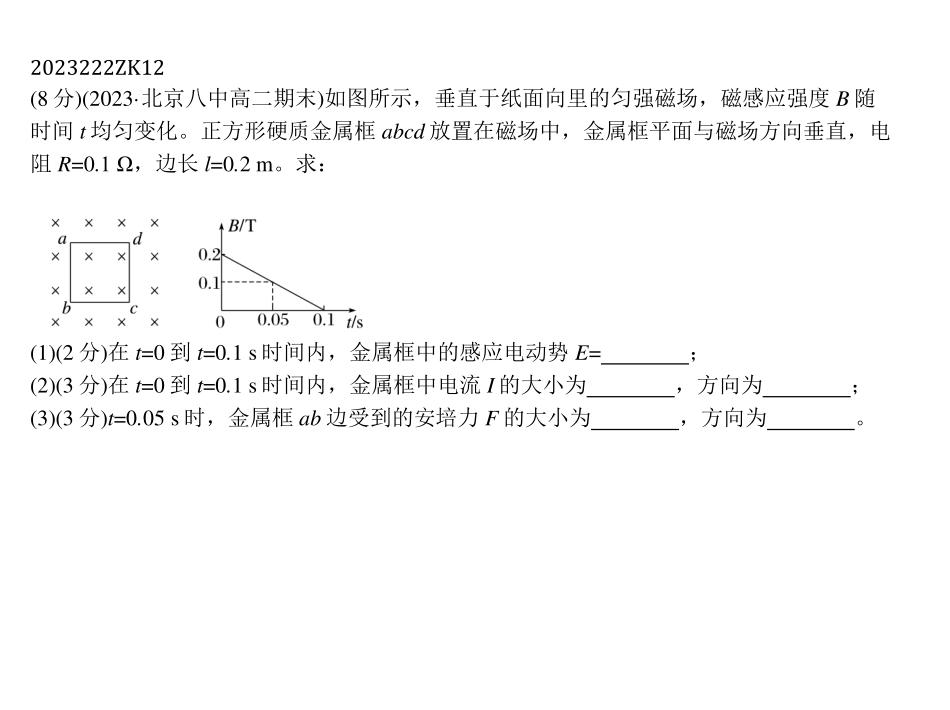 2023222ZK12
(8 分)(2023·北京八中高二期末)如图所示，垂直于纸面向里的匀强磁场，磁感应强度 B 随
时间 t 均匀变化。正方形硬质金属框 abcd 放置在磁场中，金属框平面与磁场方向垂直，电
阻 R=0.1 Ω，边长 l=0.2 m。求：
× × × ×
a d
× × × ×
× × × ×
b c
× × × ×
B/T
0.2
0.1
0 0.05 0.1 t/s
(1)(2 分)在 t=0 到 t=0.1 s 时间内，金属框中的感应电动势 E=________；
(2)(3 分)在 t=0 到 t=0.1 s 时间内，金属框中电流 I 的大小为________，方向为________；
(3)(3 分)t=0.05 s 时，金属框 ab 边受到的安培力 F 的大小为________，方向为________。